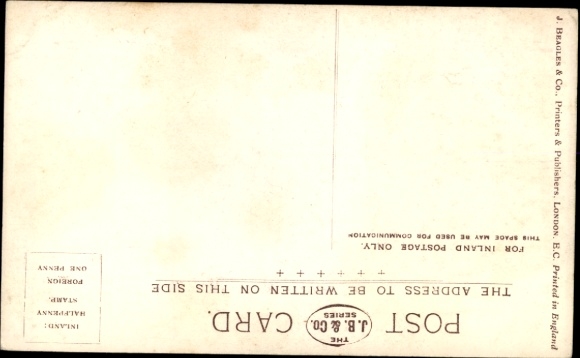 POST CARD.
THE
J.B. & Co.
SERIES
THE ADDRESS TO BE WRITTEN ON THIS SIDE
FOR INLAND POSTAGE ONLY,
THIS SPACE MAY BE USED FOR COMMUNICATION
INLAND:
HALFPENNY
STAMP.
FOREIGN
ONE PENNY
J. BEAGLES & Co., Printers & Publishers, LONDON, E.C. Printed in England